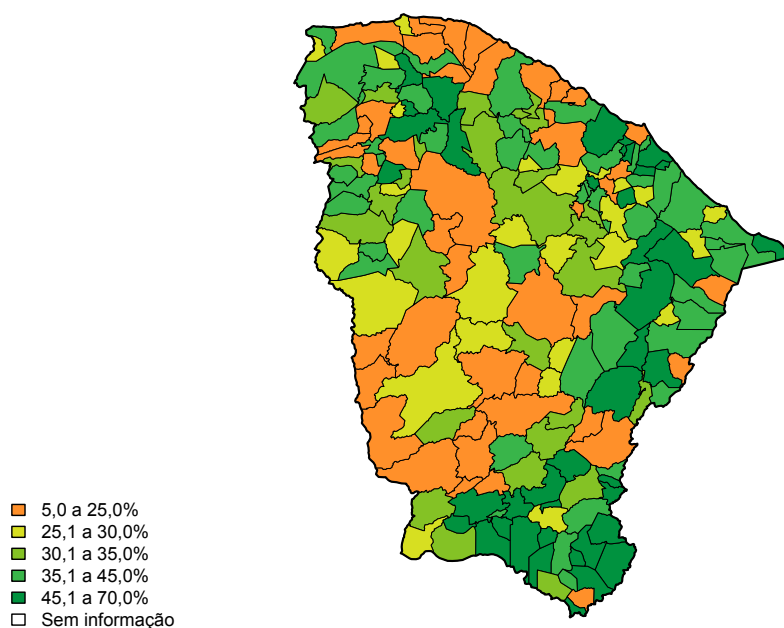 5,0 a 25,0%
25,1 a 30,0%
30,1 a 35,0%
35,1 a 45,0%
45,1 a 70,0%
Sem informação